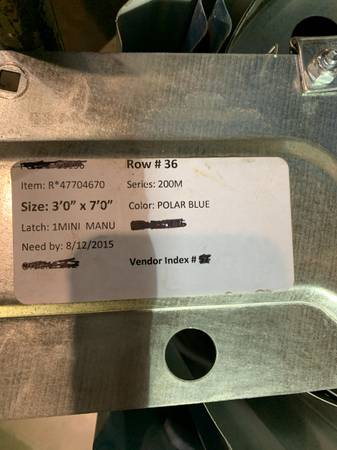 Row # 36
Item: R*47704670 Series: 200M
Size: 3'0" x 7'0" Color: POLAR BLUE
Latch: 1MINI MANU
Need by: 8/12/2015
Vendor Index #